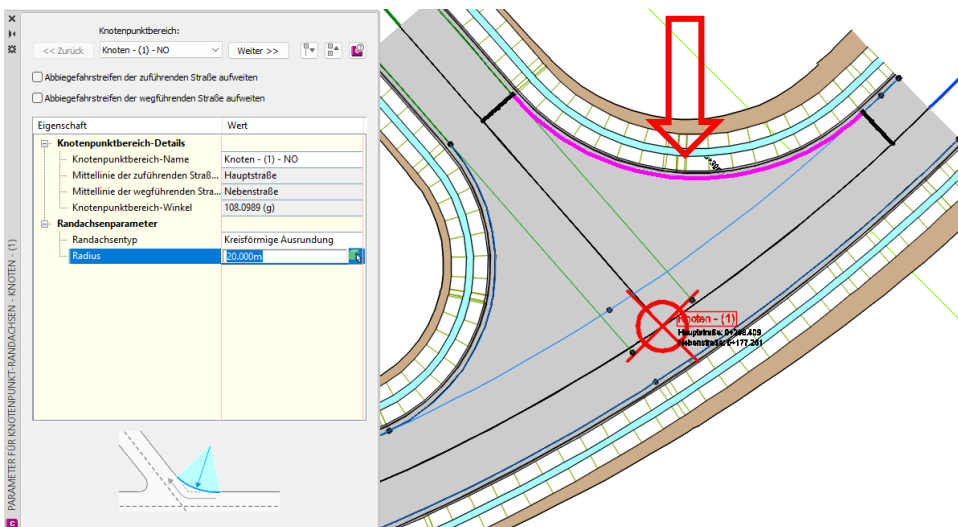 Knotenpunktbereich:
<< Zurück
Knoten - (1) - NO
Weiter >>
Abbiegefahrstreifen der zuführenden Straße aufweiten
Abbiegefahrstreifen der wegführenden Straße aufweiten
Eigenschaft Wert
Knotenpunktbereich-Details
Knotenpunktbereich-Name Knoten - (1) - NO
Mittellinie der zuführenden Straß... Hauptstraße
Mittellinie der wegführenden Stra... Nebenstraße
Knotenpunktbereich-Winkel 108.0989 (g)
Randachsenparameter
Randachsentyp Kreisförmige Ausrundung
Radius 20.000m
PARAMETER FÜR KNOTENPUNKT-RANDACHSEN - KNOTEN - (1)
C
Knoten - (1)